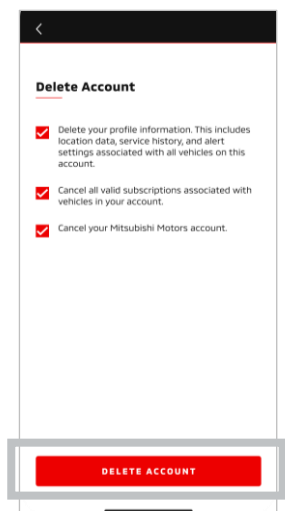 Delete Account
Delete your profile information. This includes
location data, service history, and alert
settings associated with all vehicles on this
account.
Cancel all valid subscriptions associated with
vehicles in your account.
Cancel your Mitsubishi Motors account.
DELETE ACCOUNT